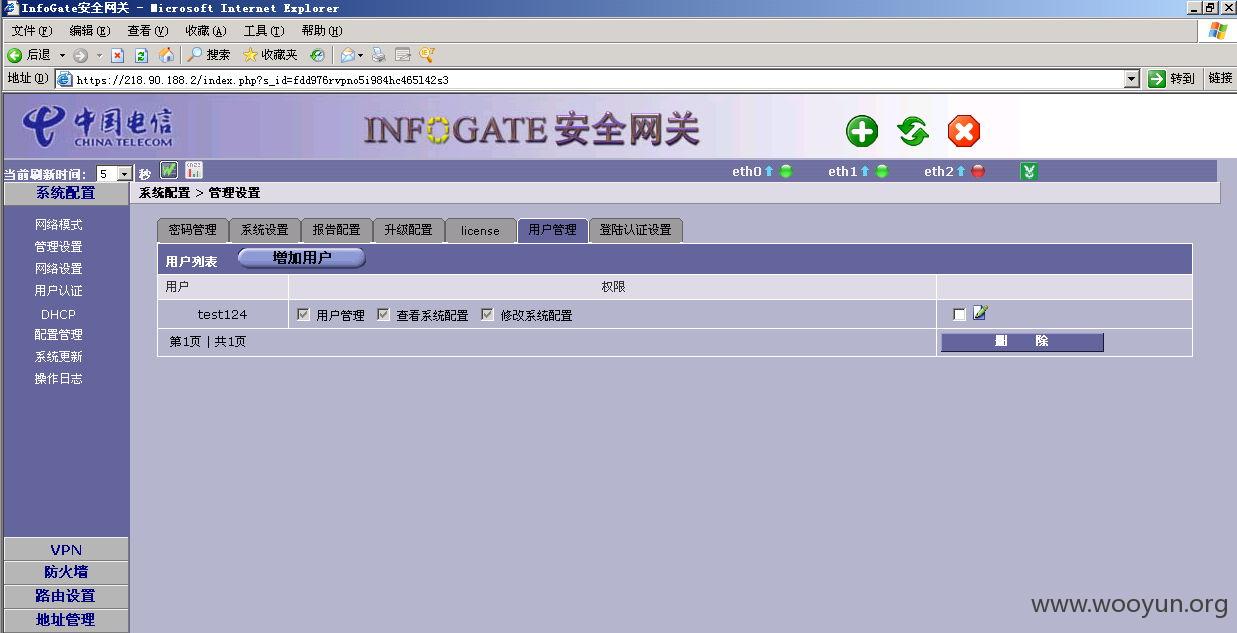 InfoGate安全网关 - Microsoft Internet Explorer
文件(F) 编辑(E) 查看(V) 收藏(A) 工具(T) 帮助(H)
后退 搜索 收藏夹
地址(D) https://218.90.188.2/index.php?s_id=fdd976rvpno5i984hc465l42s3 转到 链接
中国电信
CHINA TELECOM
INFOGATE 安全网关
当前刷新时间: 5 秒 eth0 eth1 eth2
系统配置
系统配置 > 管理设置
网络模式
管理设置
网络设置
用户认证
DHCP
配置管理
系统更新
操作日志
VPN
防火墙
路由设置
地址管理
密码管理 系统设置 报告配置 升级配置 license 用户管理 登陆认证设置
用户列表 增加用户
用户 权限
test124 用户管理 查看系统配置 修改系统配置
第1页 | 共1页 删 除
www.wooyun.org